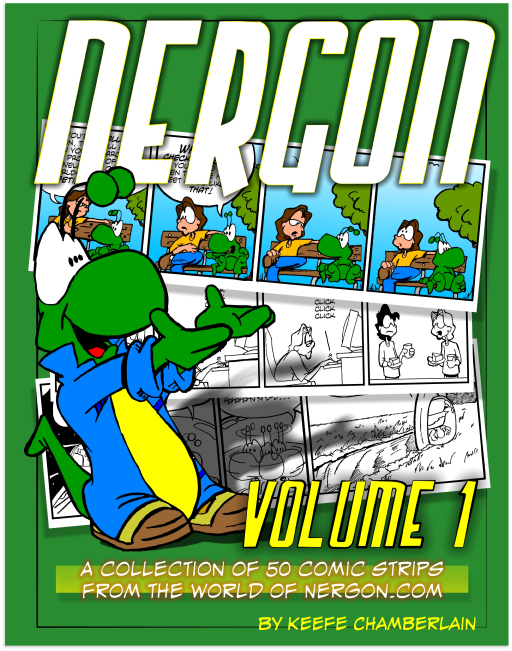 NERGON
THAT!
CLICK
CLICK
CLICK
VOLUME 1
A COLLECTION OF 50 COMIC STRIPS
FROM THE WORLD OF NERGON.COM
BY KEEFE CHAMBERLAIN